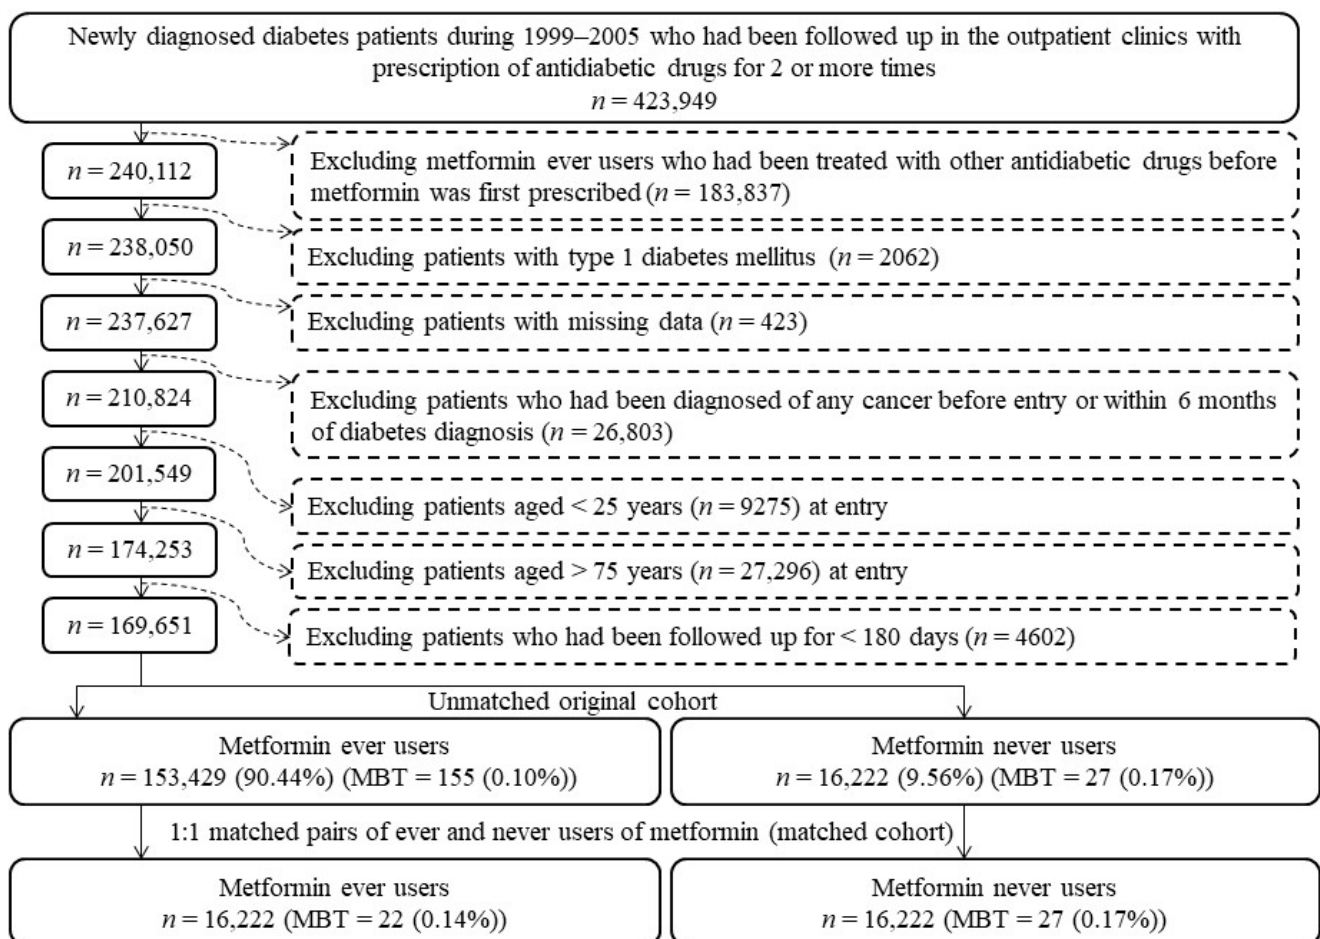 Newly diagnosed diabetes patients during 1999–2005 who had been followed up in the outpatient clinics with
prescription of antidiabetic drugs for 2 or more times
n = 423,949
Excluding metformin ever users who had been treated with other antidiabetic drugs before
metformin was first prescribed (n = 183,837)
n = 240,112
Excluding patients with type 1 diabetes mellitus (n = 2062)
n = 238,050
Excluding patients with missing data (n = 423)
n = 237,627
Excluding patients who had been diagnosed of any cancer before entry or within 6 months
of diabetes diagnosis (n = 26,803)
n = 210,824
Excluding patients aged < 25 years (n = 9275) at entry
n = 201,549
Excluding patients aged > 75 years (n = 27,296) at entry
n = 174,253
Excluding patients who had been followed up for < 180 days (n = 4602)
n = 169,651
Unmatched original cohort
Metformin ever users
n = 153,429 (90.44%) (MBT = 155 (0.10%))
Metformin never users
n = 16,222 (9.56%) (MBT = 27 (0.17%))
1:1 matched pairs of ever and never users of metformin (matched cohort)
Metformin ever users
n = 16,222 (MBT = 22 (0.14%))
Metformin never users
n = 16,222 (MBT = 27 (0.17%))